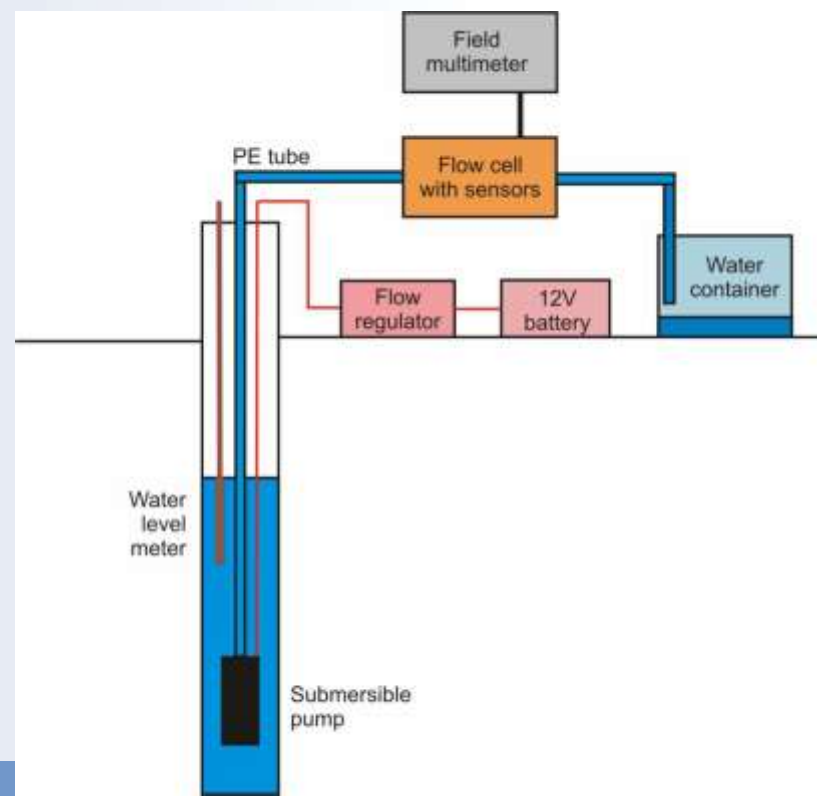 Field
multimeter
PE tube
Flow cell
with sensors
Water
container
Flow
regulator
12V
battery
Water
level
meter
Submersible
pump